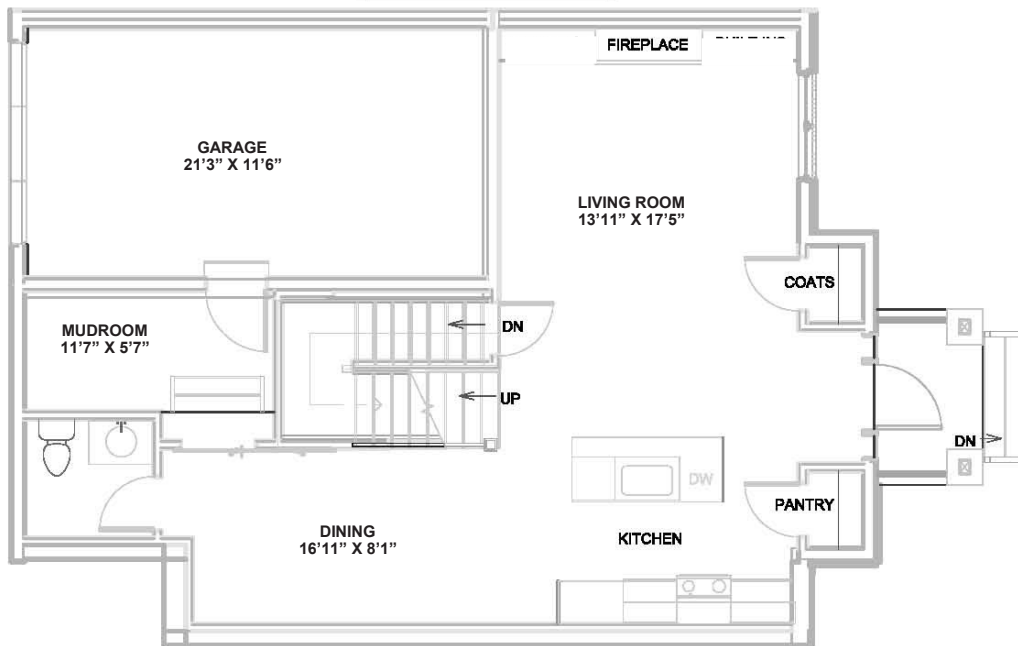 FIREPLACE
GARAGE
21’3” X 11’6”
LIVING ROOM
13’11” X 17’5”
COATS
DN
MUDROOM
11’7” X 5’7”
UP
DN
DW
PANTRY
DINING
16’11” X 8’1”
KITCHEN